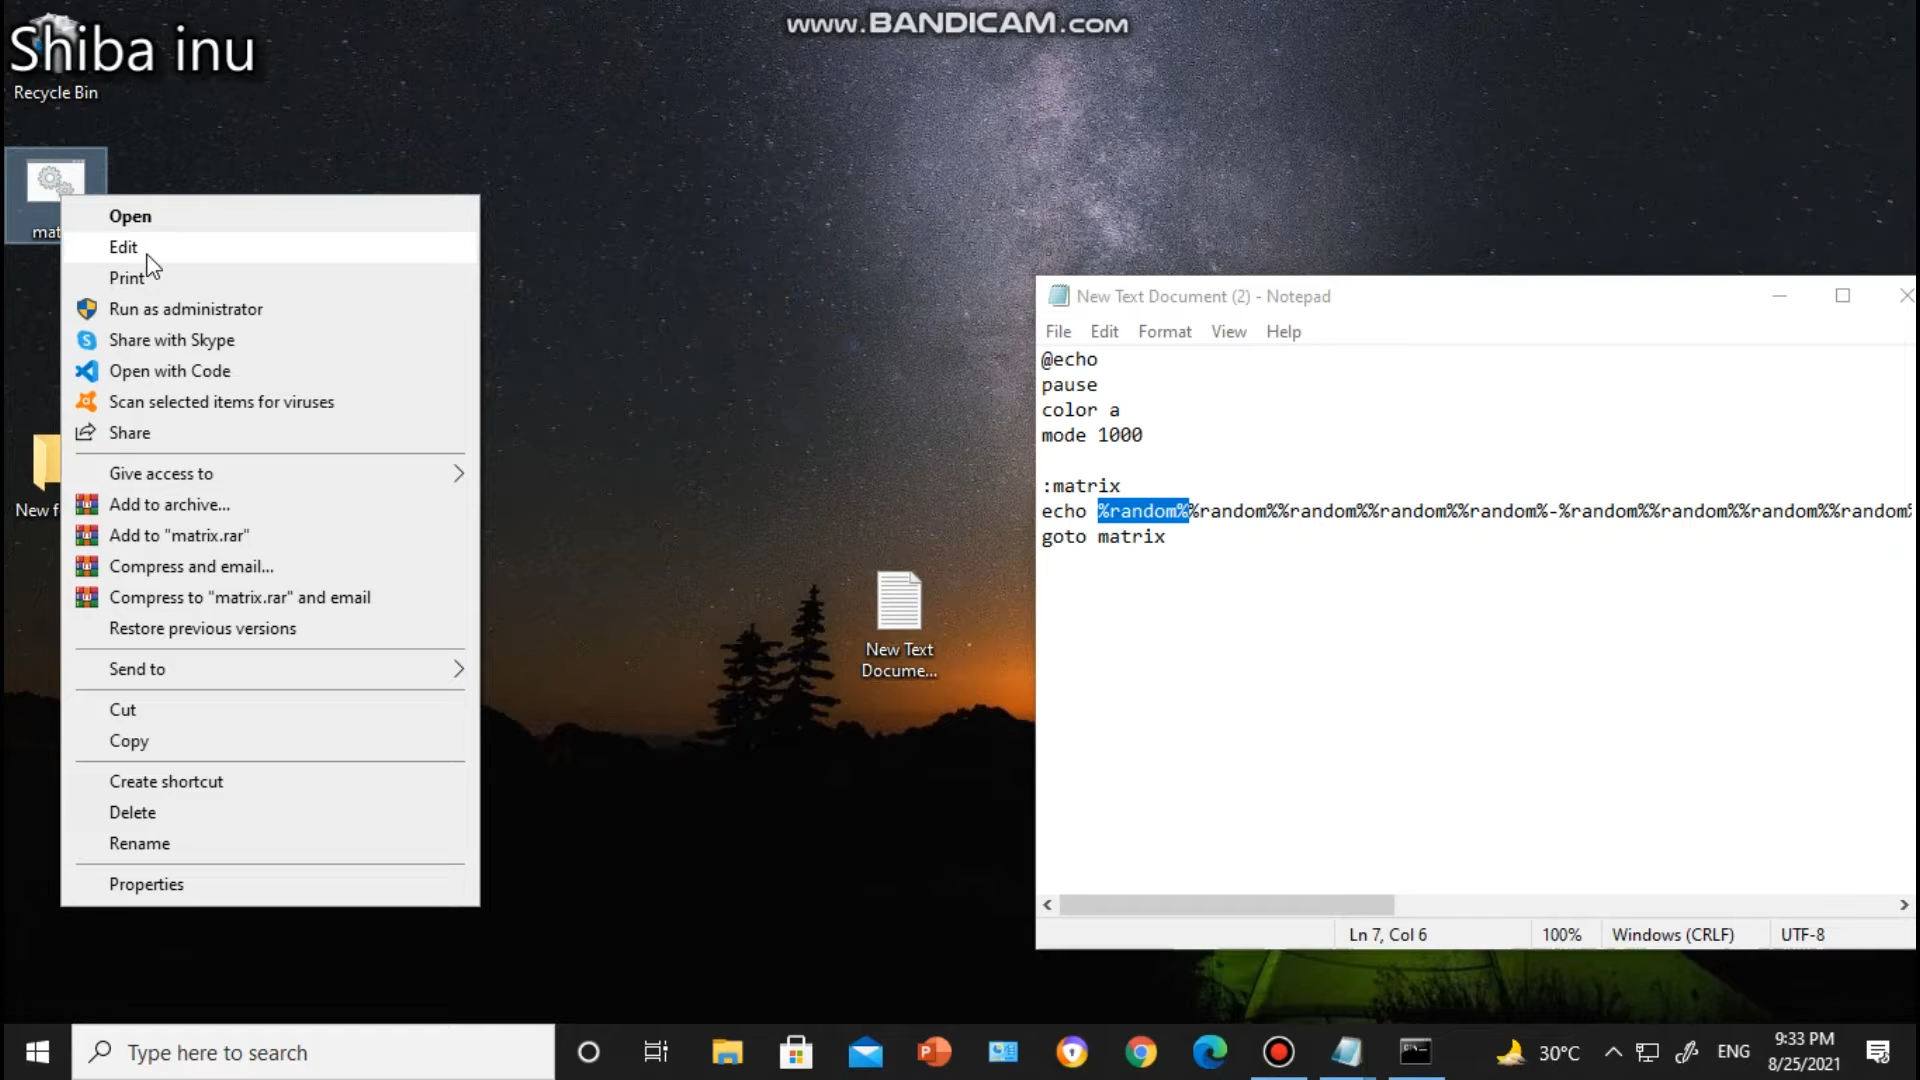 www.BANDICAM.com
Shiba inu
Recycle Bin
mat
New f
Open
Edit
Print
Run as administrator
Share with Skype
Open with Code
Scan selected items for viruses
Share
Give access to
Add to archive...
Add to "matrix.rar"
Compress and email...
Compress to "matrix.rar" and email
Restore previous versions
Send to
Cut
Copy
Create shortcut
Delete
Rename
Properties
New Text
Docume...
New Text Document (2) - Notepad
File Edit Format View Help
@echo
pause
color a
mode 1000
:matrix
echo %random%%random%%random%%random%%random%-%random%%random%%random%%random%
goto matrix
Ln 7, Col 6 100% Windows (CRLF) UTF-8
Type here to search
30°C ENG 9:33 PM
8/25/2021